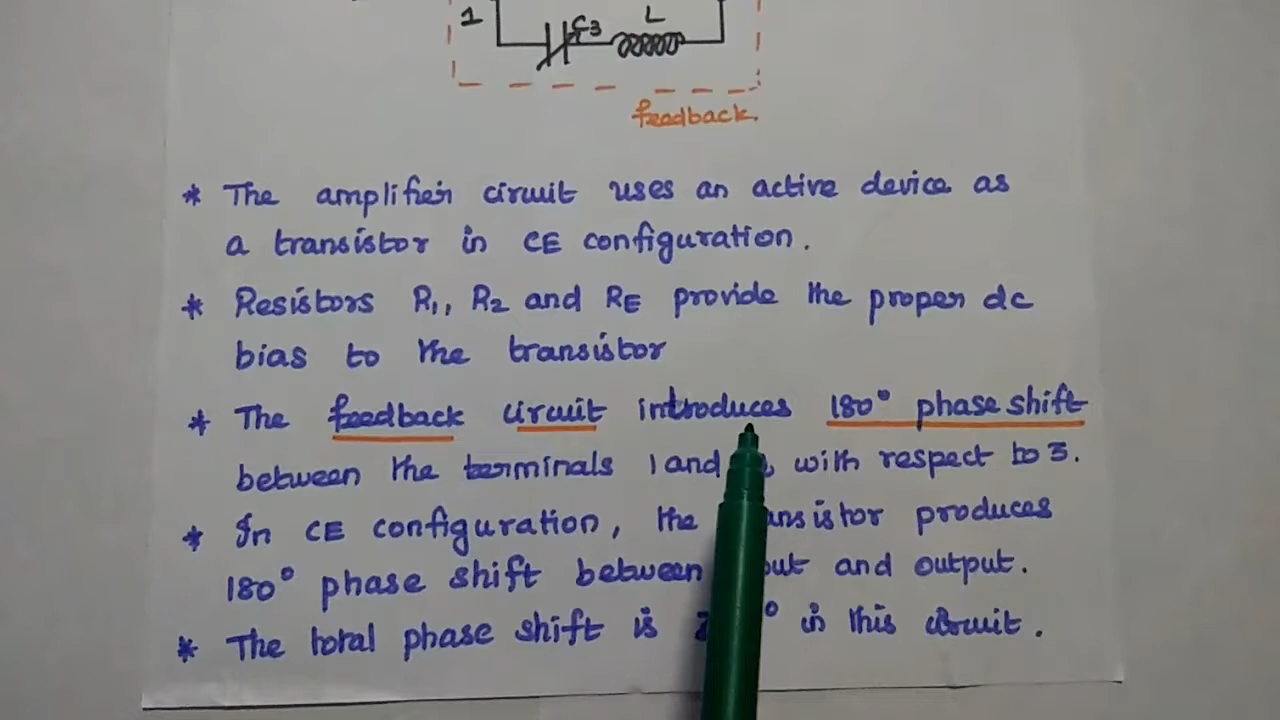 1
C3
L
feedback.
* The amplifier circuit uses an active device as
a transistor in CE configuration.
* Resistors R1, R2 and RE provide the proper dc
bias to the transistor
* The feedback circuit introduces 180° phase shift
between the terminals 1 and with respect to 3.
* In CE configuration, the produces
180° phase shift between and output.
* The total phase shift is in this circuit.